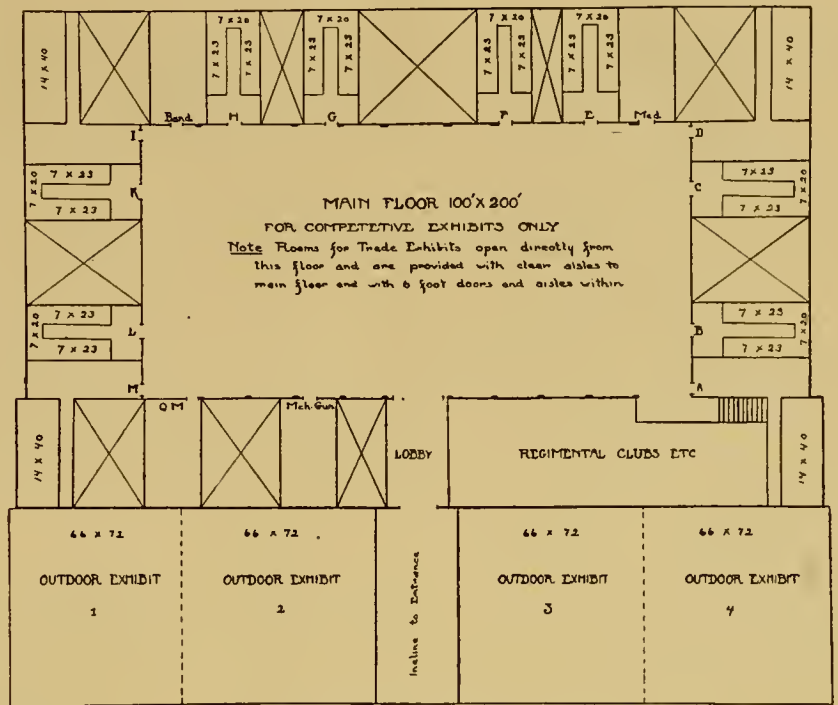 7 x 20
7 x 20
7 x 20
7 x 20
14 x 40
7 x 23
7 x 23
7 x 23
7 x 23
7 x 23
7 x 23
7 x 23
7 x 23
14 x 40
Band
H
G
F
E
Med
I
D
7 x 23
7 x 20
K
7 x 23
MAIN FLOOR 100' X 200'
FOR COMPETETIVE EXHIBITS ONLY
Note Rooms for Trade Exhibits open directly from
this floor and are provided with clear aisles to
main floor and with 6 foot doors and aisles within
7 x 23
C
7 x 20
7 x 23
7 x 23
7 x 20
L
7 x 23
7 x 23
B
7 x 20
7 x 23
M
A
QM
Mch. Gun
14 x 40
LOBBY
REGIMENTAL CLUBS ETC
14 x 40
66 x 72
66 x 72
66 x 72
66 x 72
OUTDOOR EXHIBIT
1
OUTDOOR EXHIBIT
2
Incline to Entrance
OUTDOOR EXHIBIT
3
OUTDOOR EXHIBIT
4